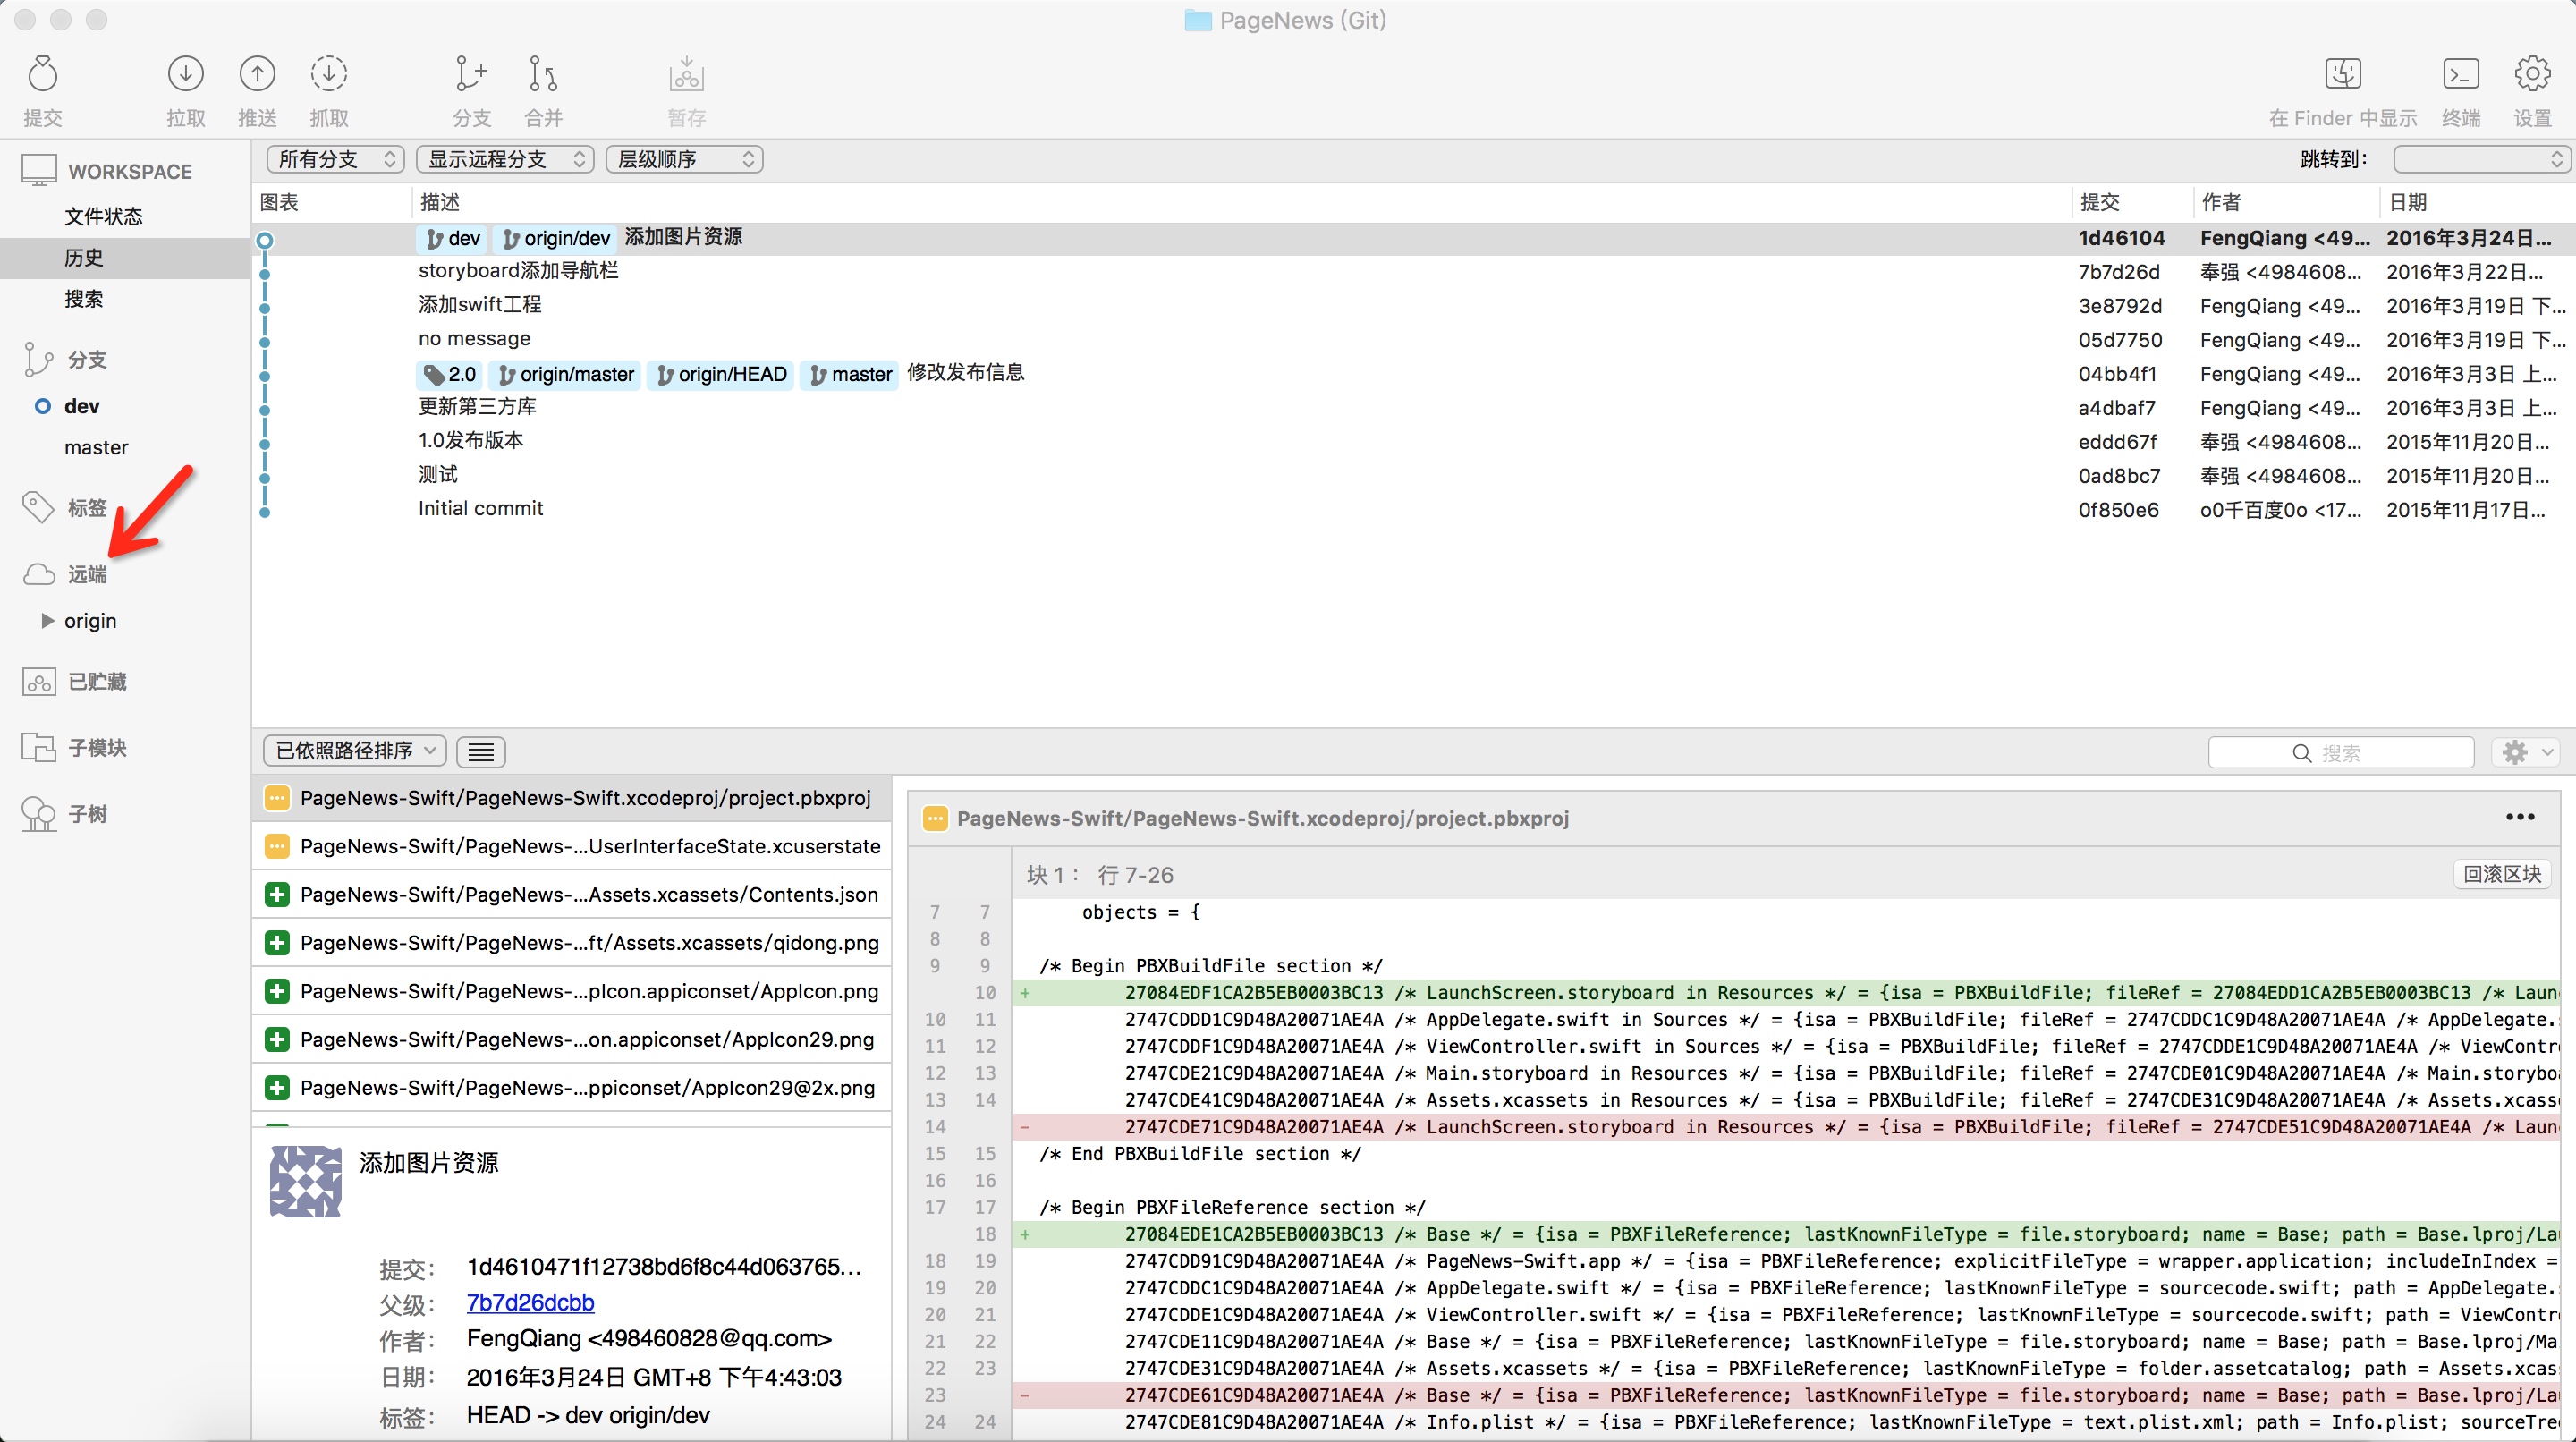 PageNews (Git)
提交 拉取 推送 抓取 分支 合并 暂存 在 Finder 中显示 终端 设置
WORKSPACE
文件状态
历史
搜索
分支
dev
master
标签
远端
origin
已贮藏
子模块
子树
所有分支 显示远程分支 层级顺序 跳转到：
图表 描述 提交 作者 日期
dev origin/dev 添加图片资源 1d46104 FengQiang <49... 2016年3月24日...
storyboard添加导航栏 7b7d26d 奉强 <4984608... 2016年3月22日...
添加swift工程 3e8792d FengQiang <49... 2016年3月19日 下...
no message 05d7750 FengQiang <49... 2016年3月19日 下...
2.0 origin/master origin/HEAD master 修改发布信息 04bb4f1 FengQiang <49... 2016年3月3日 上...
更新第三方库 a4dbaf7 FengQiang <49... 2016年3月3日 上...
1.0发布版本 eddd67f 奉强 <4984608... 2015年11月20日...
测试 0ad8bc7 奉强 <4984608... 2015年11月20日...
Initial commit 0f850e6 o0千百度0o <17... 2015年11月17日...
已依照路径排序 搜索
PageNews-Swift/PageNews-Swift.xcodeproj/project.pbxproj
PageNews-Swift/PageNews-...UserInterfaceState.xcuserstate
PageNews-Swift/PageNews-...Assets.xcassets/Contents.json
PageNews-Swift/PageNews-...ft/Assets.xcassets/qidong.png
PageNews-Swift/PageNews-...pIcon.appiconset/AppIcon.png
PageNews-Swift/PageNews-...on.appiconset/AppIcon29.png
PageNews-Swift/PageNews-...ppiconset/AppIcon29@2x.png
添加图片资源
提交： 1d4610471f12738bd6f8c44d063765...
父级： 7b7d26dcbb
作者： FengQiang <498460828@qq.com>
日期： 2016年3月24日 GMT+8 下午4:43:03
标签： HEAD -> dev origin/dev
PageNews-Swift/PageNews-Swift.xcodeproj/project.pbxproj
块 1： 行 7-26 回滚区块
7 7 objects = {
8 8
9 9 /* Begin PBXBuildFile section */
10 + 27084EDF1CA2B5EB0003BC13 /* LaunchScreen.storyboard in Resources */ = {isa = PBXBuildFile; fileRef = 27084EDD1CA2B5EB0003BC13 /* Laun
10 11 2747CDDD1C9D48A20071AE4A /* AppDelegate.swift in Sources */ = {isa = PBXBuildFile; fileRef = 2747CDDC1C9D48A20071AE4A /* AppDelegate.
11 12 2747CDDF1C9D48A20071AE4A /* ViewController.swift in Sources */ = {isa = PBXBuildFile; fileRef = 2747CDDE1C9D48A20071AE4A /* ViewContr
12 13 2747CDE21C9D48A20071AE4A /* Main.storyboard in Resources */ = {isa = PBXBuildFile; fileRef = 2747CDE01C9D48A20071AE4A /* Main.storybo
13 14 2747CDE41C9D48A20071AE4A /* Assets.xcassets in Resources */ = {isa = PBXBuildFile; fileRef = 2747CDE31C9D48A20071AE4A /* Assets.xcass
14 - 2747CDE71C9D48A20071AE4A /* LaunchScreen.storyboard in Resources */ = {isa = PBXBuildFile; fileRef = 2747CDE51C9D48A20071AE4A /* Laun
15 15 /* End PBXBuildFile section */
16 16
17 17 /* Begin PBXFileReference section */
18 + 27084EDE1CA2B5EB0003BC13 /* Base */ = {isa = PBXFileReference; lastKnownFileType = file.storyboard; name = Base; path = Base.lproj/La
18 19 2747CDD91C9D48A20071AE4A /* PageNews-Swift.app */ = {isa = PBXFileReference; explicitFileType = wrapper.application; includeInIndex =
19 20 2747CDDC1C9D48A20071AE4A /* AppDelegate.swift */ = {isa = PBXFileReference; lastKnownFileType = sourcecode.swift; path = AppDelegate.
20 21 2747CDDE1C9D48A20071AE4A /* ViewController.swift */ = {isa = PBXFileReference; lastKnownFileType = sourcecode.swift; path = ViewContr
21 22 2747CDE11C9D48A20071AE4A /* Base */ = {isa = PBXFileReference; lastKnownFileType = file.storyboard; name = Base; path = Base.lproj/Ma
22 23 2747CDE31C9D48A20071AE4A /* Assets.xcassets */ = {isa = PBXFileReference; lastKnownFileType = folder.assetcatalog; path = Assets.xcas
23 - 2747CDE61C9D48A20071AE4A /* Base */ = {isa = PBXFileReference; lastKnownFileType = file.storyboard; name = Base; path = Base.lproj/La
24 24 2747CDE81C9D48A20071AE4A /* Info.plist */ = {isa = PBXFileReference; lastKnownFileType = text.plist.xml; path = Info.plist; sourceTre